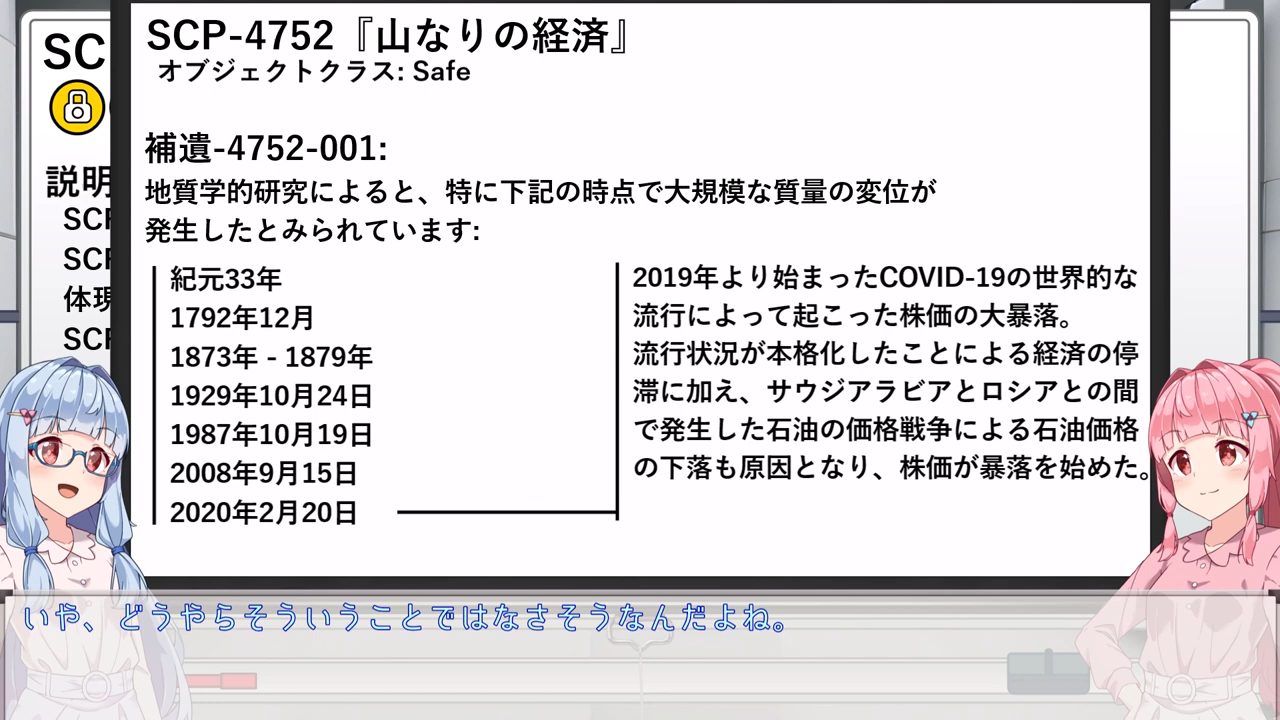 SC
説明
SCP
SCP
体現
SCP
SCP-4752『山なりの経済』
オブジェクトクラス: Safe
補遺-4752-001:
地質学的研究によると、特に下記の時点で大規模な質量の変位が
発生したとみられています:
紀元33年
1792年12月
1873年 - 1879年
1929年10月24日
1987年10月19日
2008年9月15日
2020年2月20日
2019年より始まったCOVID-19の世界的な
流行によって起こった株価の大暴落。
流行状況が本格化したことによる経済の停
滞に加え、サウジアラビアとロシアとの間
で発生した石油の価格戦争による石油価格
の下落も原因となり、株価が暴落を始めた。
いや、どうやらそういうことではなさそうなんだよね。